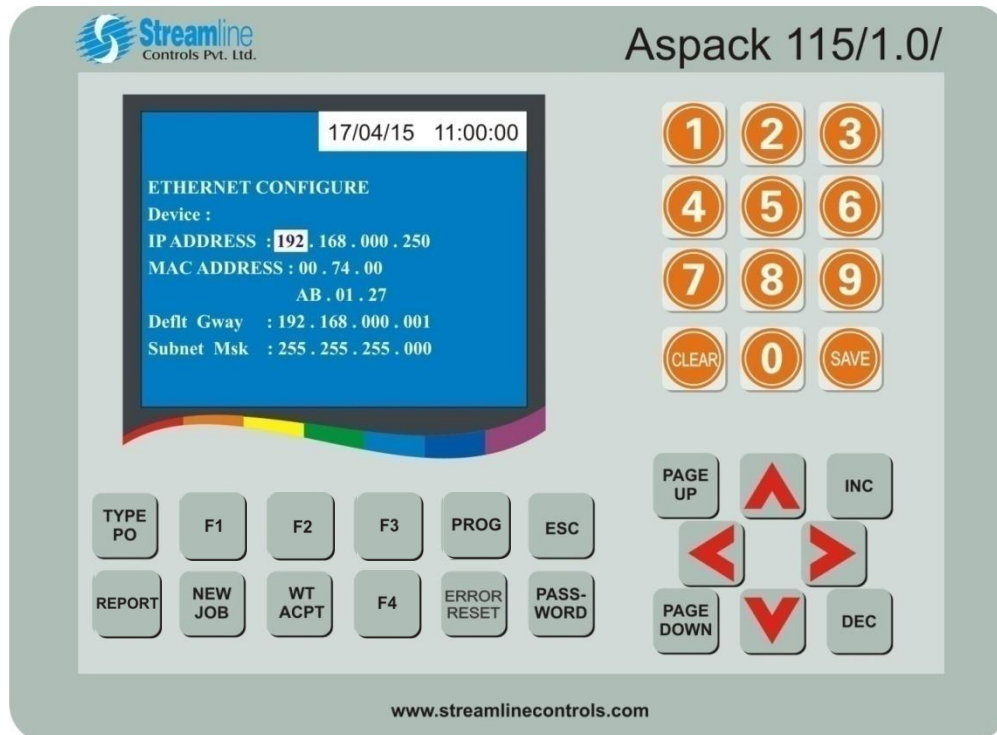 Streamline
Controls Pvt. Ltd.
Aspack 115/1.0/
17/04/15 11:00:00
ETHERNET CONFIGURE
Device :
IP ADDRESS : 192 . 168 . 000 . 250
MAC ADDRESS : 00 . 74 . 00
AB . 01 . 27
Deflt Gway : 192 . 168 . 000 . 001
Subnet Msk : 255 . 255 . 255 . 000
1 2 3
4 5 6
7 8 9
CLEAR 0 SAVE
TYPE PO
F1
F2
F3
PROG
ESC
REPORT
NEW JOB
WT ACPT
F4
ERROR RESET
PASS-
WORD
PAGE UP
INC
PAGE DOWN
DEC
www.streamlinecontrols.com